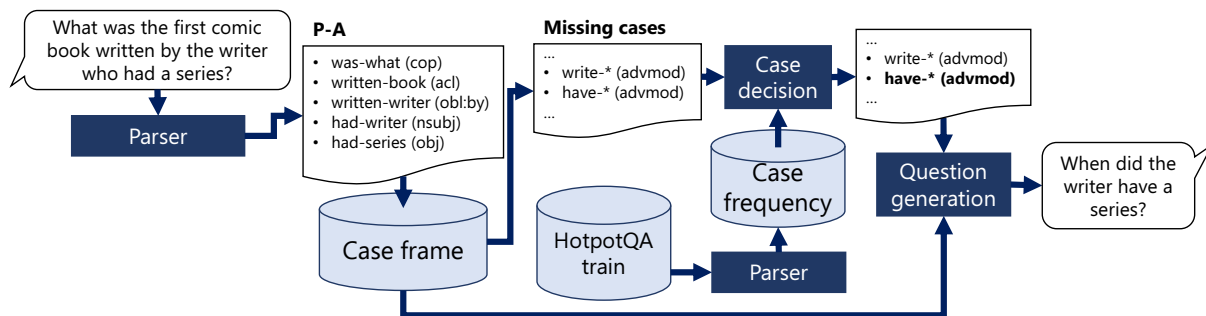 What was the first comic
book written by the writer
who had a series?
Parser
P-A
• was-what (cop)
• written-book (acl)
• written-writer (obl:by)
• had-writer (nsubj)
• had-series (obj)
Case frame
Missing cases
...
• write-* (advmod)
• have-* (advmod)
...
HotpotQA
train
Parser
Case
frequency
Case
decision
...
• write-* (advmod)
• have-* (advmod)
...
Question
generation
When did the
writer have a
series?